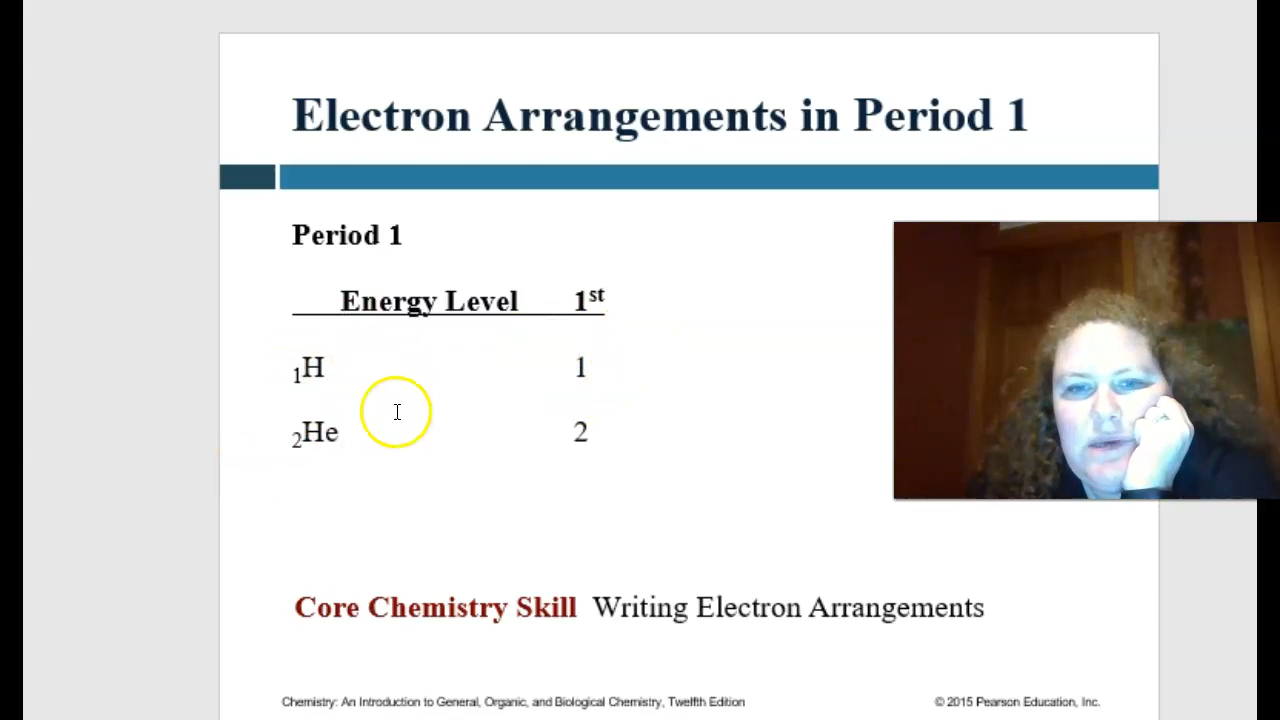 Electron Arrangements in Period 1
Period 1
Energy Level 1st
1H 1
2He 2
Core Chemistry Skill Writing Electron Arrangements
Chemistry: An Introduction to General, Organic, and Biological Chemistry, Twelfth Edition © 2015 Pearson Education, Inc.